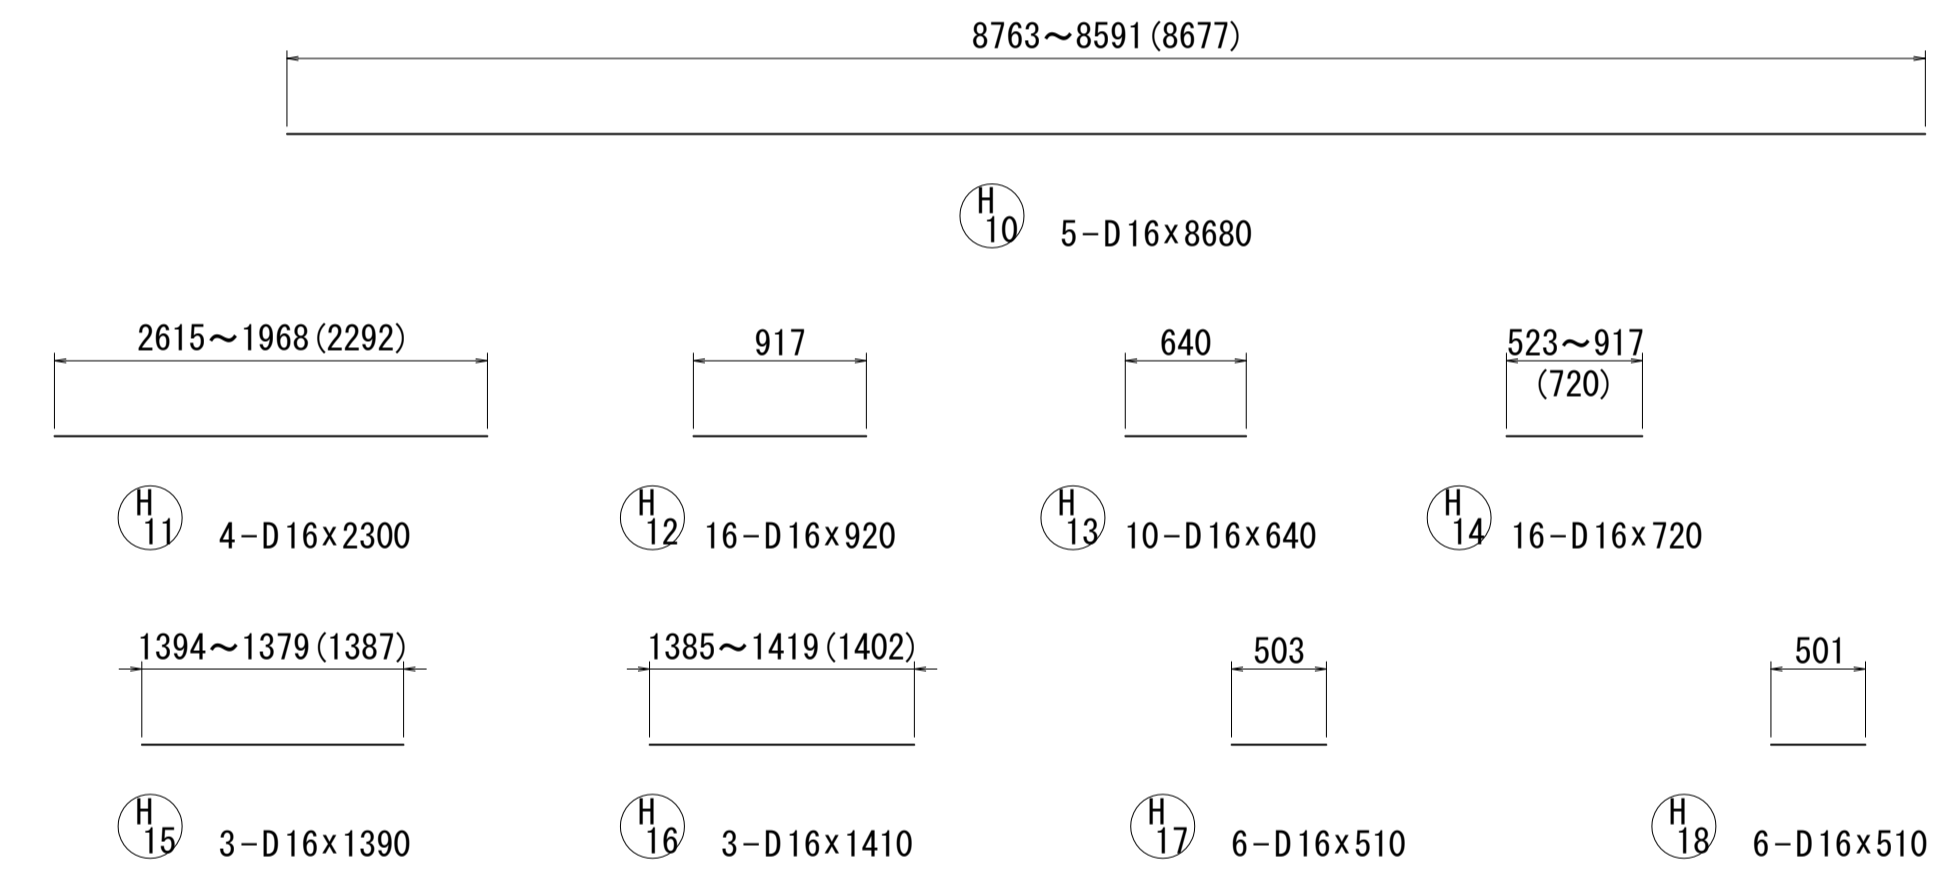 8763～8591(8677)
H
10
5-D16x8680
2615～1968(2292)
917
640
523～917
(720)
H
11
4-D16x2300
H
12
16-D16x920
H
13
10-D16x640
H
14
16-D16x720
1394～1379(1387)
1385～1419(1402)
503
501
H
15
3-D16x1390
H
16
3-D16x1410
H
17
6-D16x510
H
18
6-D16x510